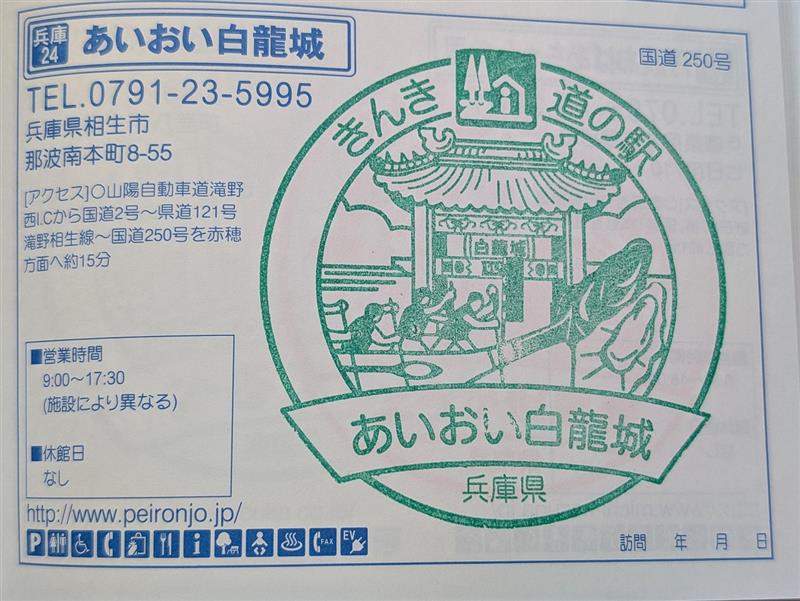 兵庫
24
あいおい白龍城
国道 250号
TEL.0791-23-5995
兵庫県相生市
那波南本町8-55
[アクセス]○山陽自動車道滝野
西I.Cから国道2号～県道121号
滝野相生線～国道250号を赤穂
方面へ約15分
■営業時間
9:00～17:30
(施設により異なる)
■休館日
なし
http://www.peironjo.jp/
P
i
FAX
EV
きんき 道の駅
白龍城
あいおい白龍城
兵庫県
訪問 年 月 日